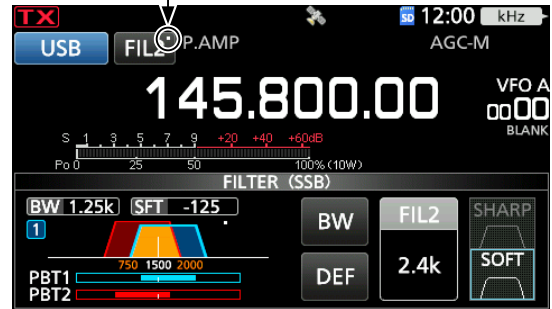 TX SD 12:00 kHz
USB FIL2 P.AMP AGC-M
145.800.00 VFO A
00 00
BLANK
S 1 3 5 7 9 +20 +40 +60dB
Po 0 25 50 100% (10W)
FILTER (SSB)
BW 1.25k SFT -125
1
750 1500 2000
PBT1
PBT2
BW
DEF
FIL2
2.4k
SHARP
SOFT